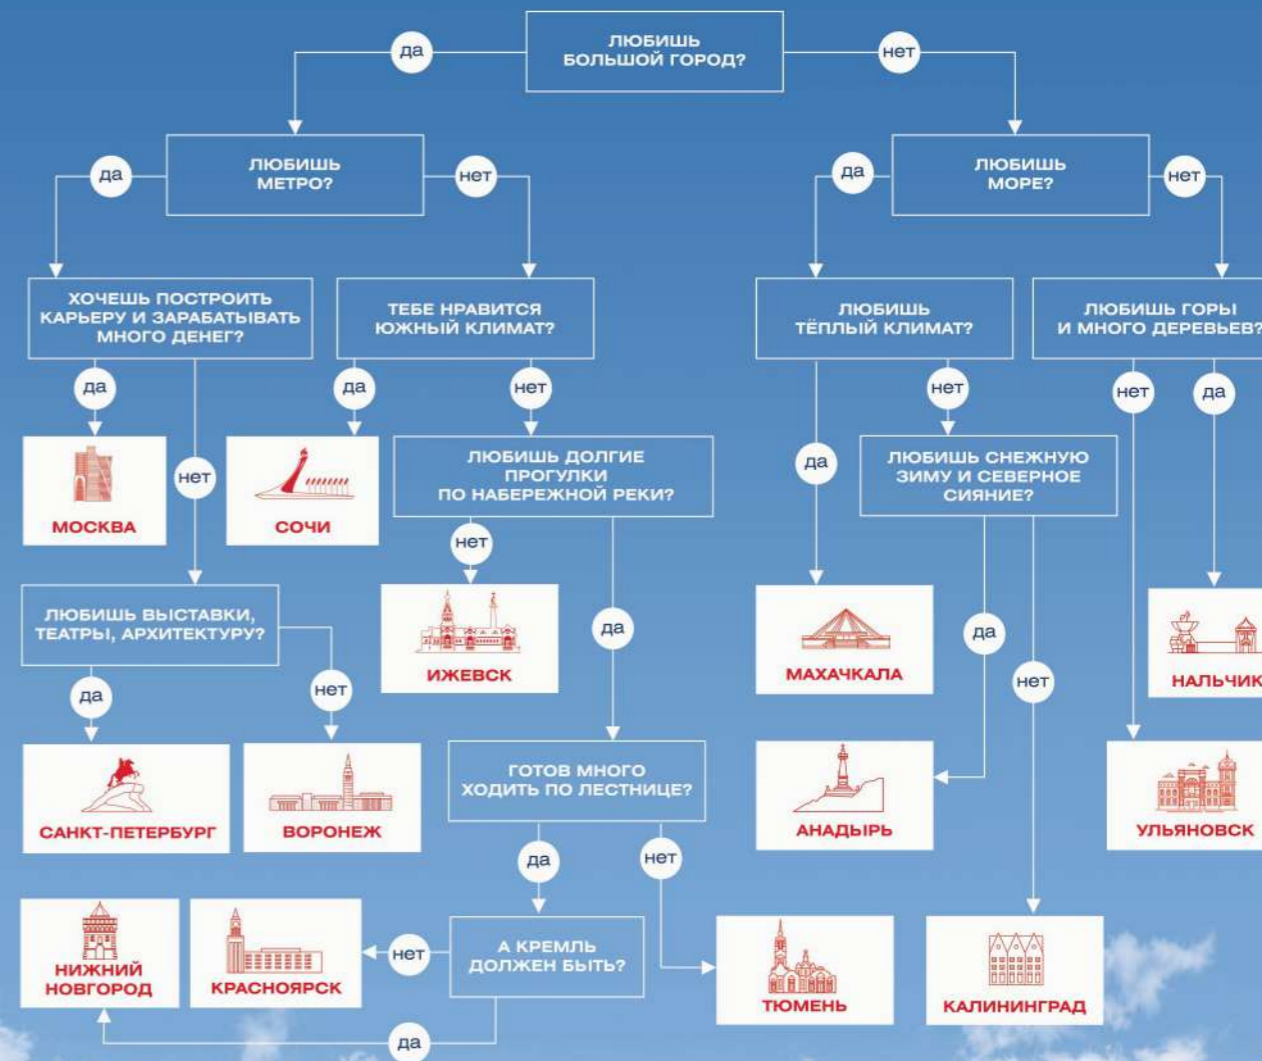 ЛЮБИШЬ
БОЛЬШОЙ ГОРОД?
да
нет
ЛЮБИШЬ
МЕТРО?
ЛЮБИШЬ
МОРЕ?
да
нет
да
нет
ХОЧЕШЬ ПОСТРОИТЬ
КАРЬЕРУ И ЗАРАБАТЫВАТЬ
МНОГО ДЕНЕГ?
ТЕБЕ НРАВИТСЯ
ЮЖНЫЙ КЛИМАТ?
ЛЮБИШЬ
ТЁПЛЫЙ КЛИМАТ?
ЛЮБИШЬ ГОРЫ
И МНОГО ДЕРЕВЬЕВ?
да
да
нет
нет
нет
да
МОСКВА
нет
СОЧИ
ЛЮБИШЬ ДОЛГИЕ
ПРОГУЛКИ
ПО НАБЕРЕЖНОЙ РЕКИ?
да
ЛЮБИШЬ СНЕЖНУЮ
ЗИМУ И СЕВЕРНОЕ
СИЯНИЕ?
нет
ЛЮБИШЬ ВЫСТАВКИ,
ТЕАТРЫ, АРХИТЕКТУРУ?
ИЖЕВСК
да
МАХАЧКАЛА
да
нет
НАЛЬЧИК
да
нет
САНКТ-ПЕТЕРБУРГ
ВОРОНЕЖ
ГОТОВ МНОГО
ХОДИТЬ ПО ЛЕСТНИЦЕ?
АНАДЫРЬ
УЛЬЯНОВСК
да
нет
НИЖНИЙ
НОВГОРОД
КРАСНОЯРСК
нет
А КРЕМЛЬ
ДОЛЖЕН БЫТЬ?
ТЮМЕНЬ
КАЛИНИНГРАД
да